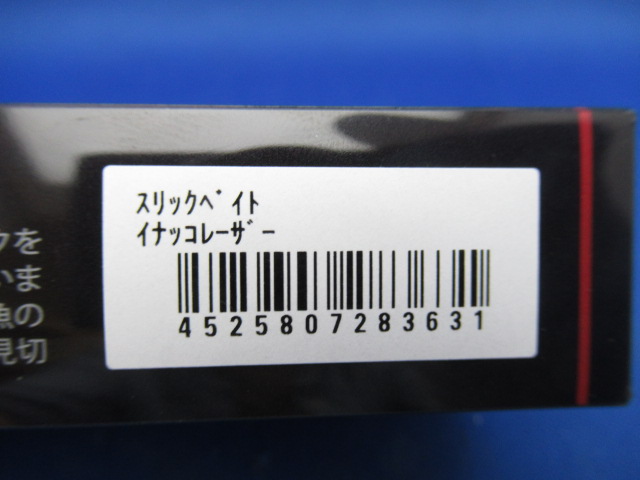 クを
いま
魚の
見切
ｽﾘｯｸﾍﾞｲﾄ
ｲﾅｯｺﾚｰｻﾞｰ
4525807283631